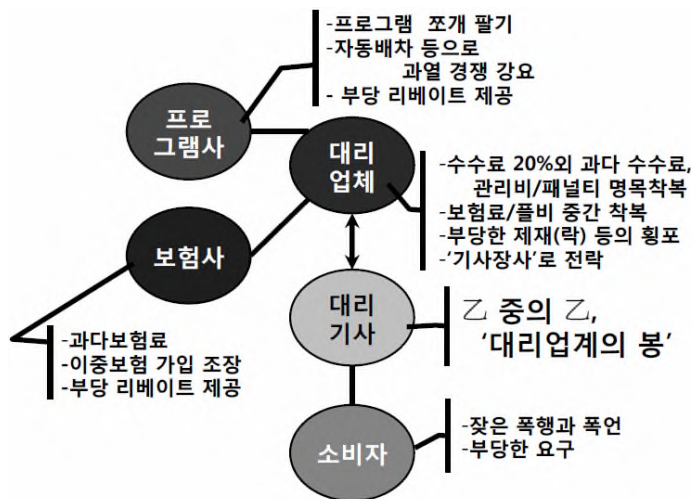 -프로그램 쪼개 팔기
-자동배차 등으로
과열 경쟁 강요
- 부당 리베이트 제공
프로
그램사
대리
업체
-수수료 20%외 과다 수수료,
관리비/패널티 명목착복
-보험료/플비 중간 착복
-부당한 제재(락) 등의 횡포
-‘기사장사’로 전락
보험사
대리
기사
乙 중의 乙,
‘대리업계의 봉’
-과다보험료
-이중보험 가입 조장
-부당 리베이트 제공
소비자
-잦은 폭행과 폭언
-부당한 요구